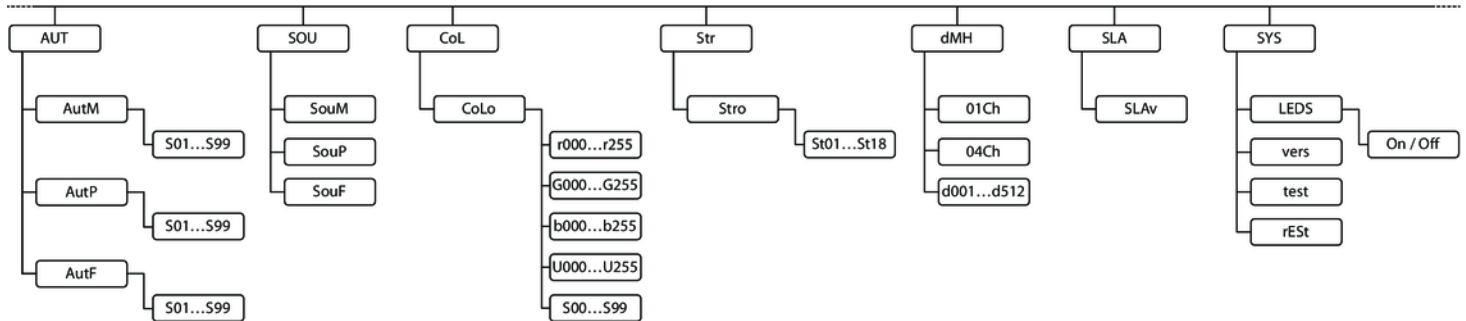 AUT
SOU
CoL
Str
dMH
SLA
SYS
AutM
SouM
CoLo
Stro
01Ch
SLAv
LEDS
S01...S99
r000...r255
St01...St18
On / Off
SouP
04Ch
vers
AutP
SouF
G000...G255
d001...d512
test
S01...S99
b000...b255
rESt
AutF
U000...U255
S01...S99
S00...S99